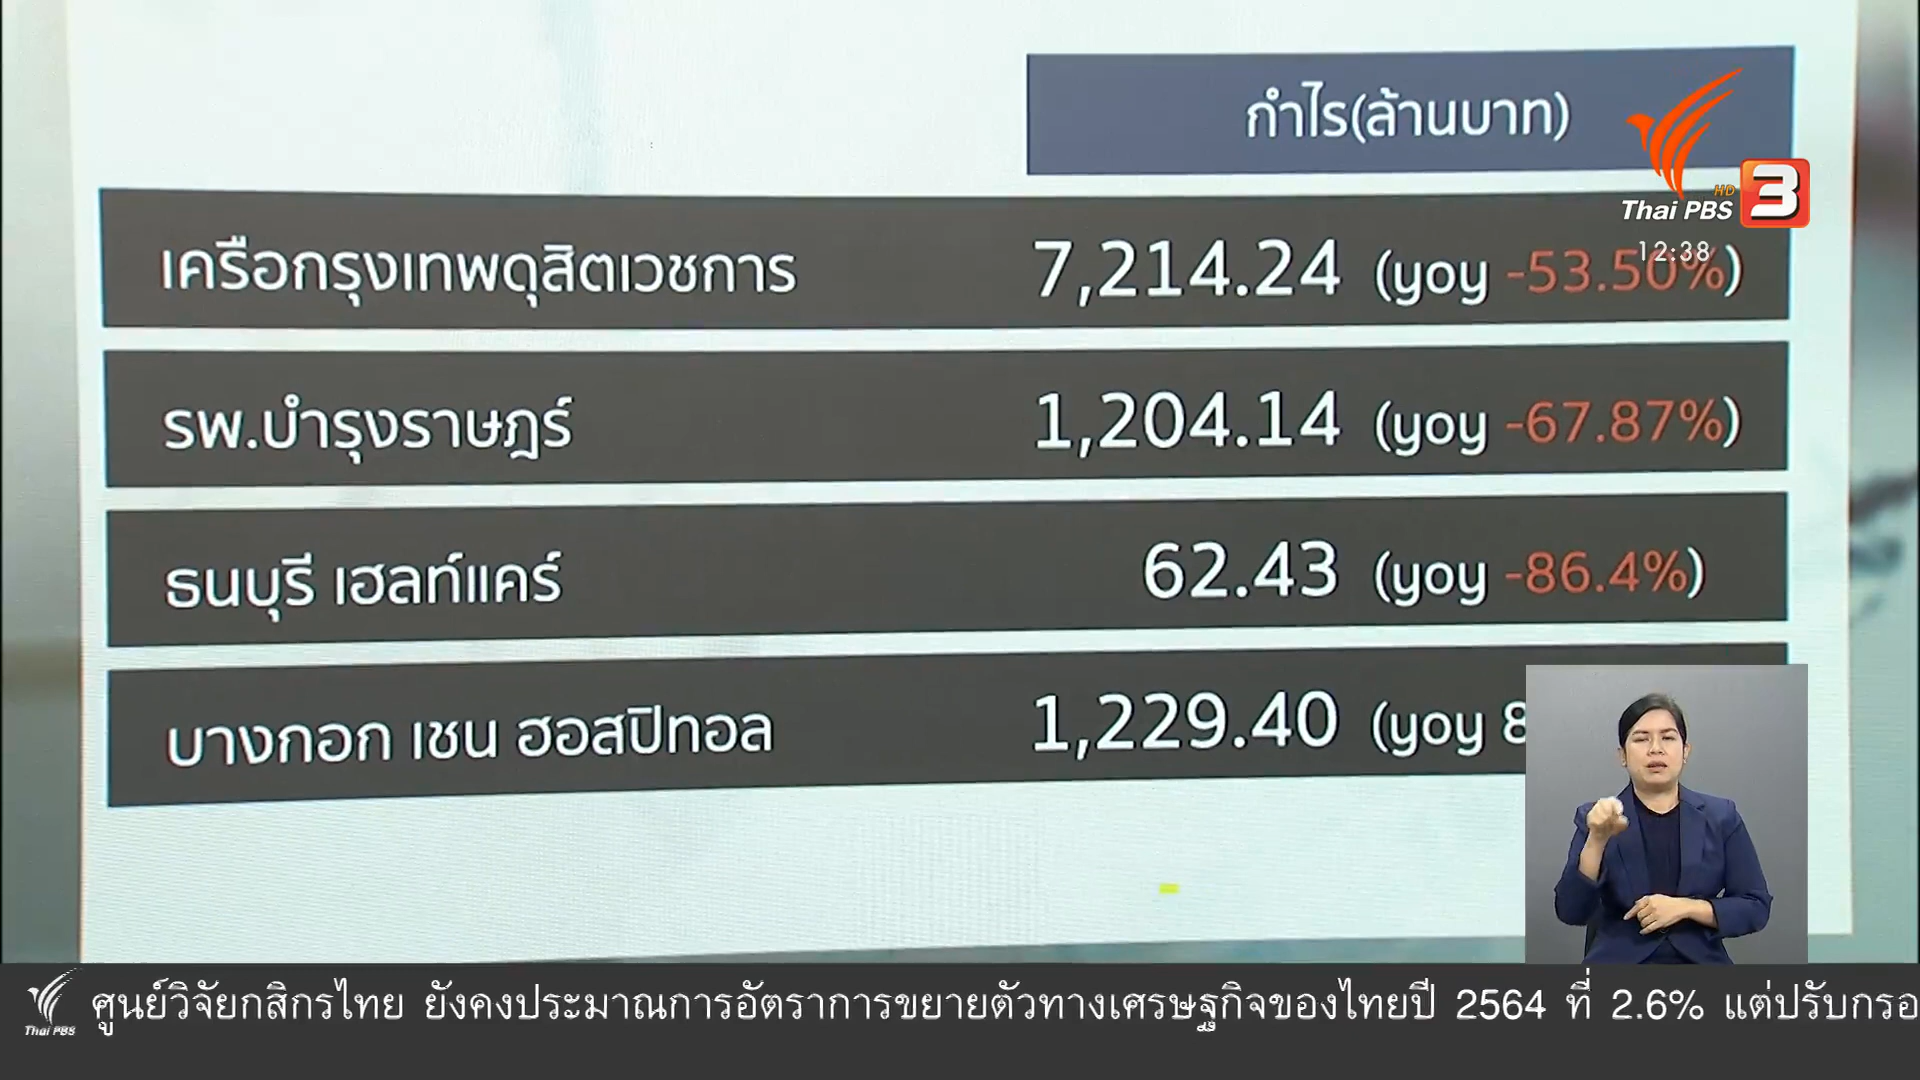 กำไร(ล้านบาท)
Thai PBS HD 3
12:38
เครือกรุงเทพดุสิตเวชการ 7,214.24 (yoy -53.50%)
รพ.บำรุงราษฎร์ 1,204.14 (yoy -67.87%)
ธนบุรี เฮลท์แคร์ 62.43 (yoy -86.4%)
บางกอก เชน ฮอสปิทอล 1,229.40 (yoy 8
Thai PBS
ศูนย์วิจัยกสิกรไทย ยังคงประมาณการอัตราการขยายตัวทางเศรษฐกิจของไทยปี 2564 ที่ 2.6% แต่ปรับกรอ